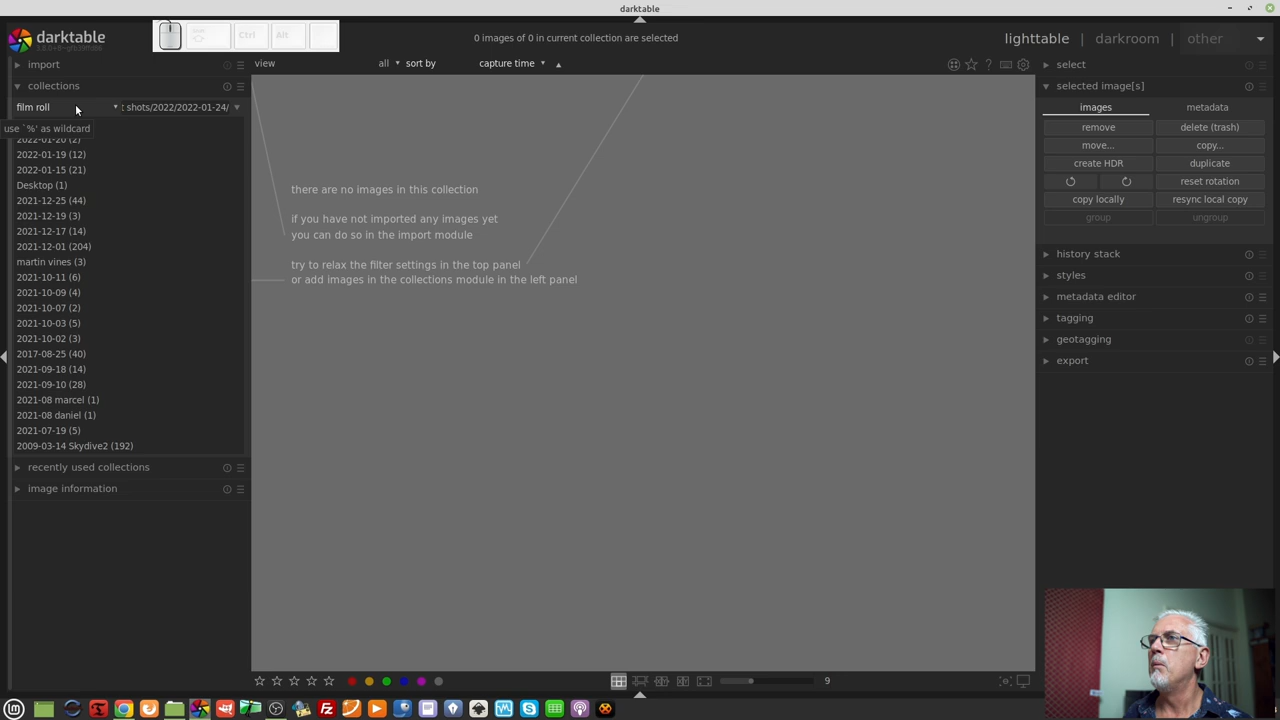 darktable
darktable
Ctrl
Alt
0 images of 0 in current collection are selected
lighttable | darkroom | other
import
view
all
sort by
capture time
select
collections
selected image[s]
film roll
t shots/2022/2022-01-24/
images
metadata
use `%' as wildcard
remove
delete (trash)
2022-01-19 (12)
move...
copy...
2022-01-15 (21)
create HDR
duplicate
Desktop (1)
there are no images in this collection
reset rotation
2021-12-25 (44)
copy locally
resync local copy
2021-12-19 (3)
if you have not imported any images yet
group
ungroup
2021-12-17 (14)
you can do so in the import module
2021-12-01 (204)
history stack
martin vines (3)
try to relax the filter settings in the top panel
2021-10-11 (6)
or add images in the collections module in the left panel
styles
2021-10-09 (4)
metadata editor
2021-10-07 (2)
tagging
2021-10-03 (5)
2021-10-02 (3)
geotagging
2017-08-25 (40)
export
2021-09-18 (14)
2021-09-10 (28)
2021-08 marcel (1)
2021-08 daniel (1)
2021-07-19 (5)
2009-03-14 Skydive2 (192)
recently used collections
image information
9